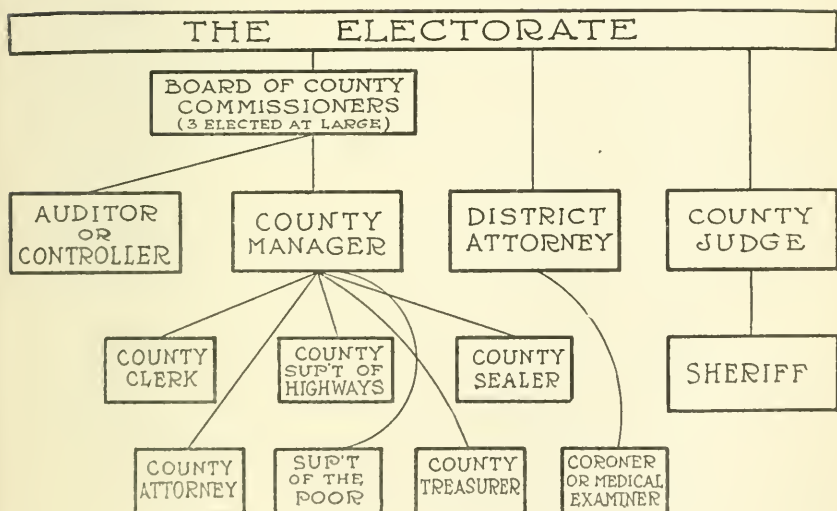 THE ELECTORATE
BOARD OF COUNTY
COMMISSIONERS
(3 ELECTED AT LARGE)
AUDITOR
OR
CONTROLLER
COUNTY
MANAGER
DISTRICT
ATTORNEY
COUNTY
JUDGE
COUNTY
CLERK
COUNTY
SUP'T OF
HIGHWAYS
COUNTY
SEALER
SHERIFF
COUNTY
ATTORNEY
SUP'T
OF THE
POOR
COUNTY
TREASURER
CORONER
OR MEDICAL
EXAMINER